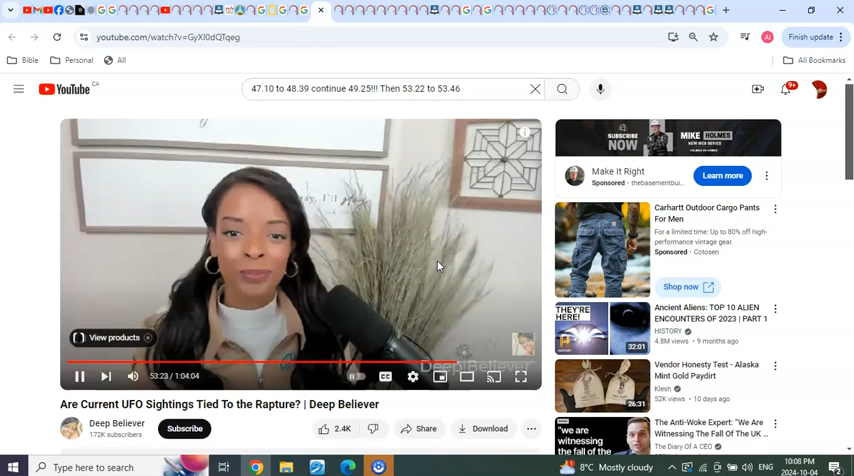 Finish update
youtube.com/watch?v=GyXl0dQTqeg
Bible
Personal
All
All Bookmarks
YouTube CA
47.10 to 48.39 continue 49.25!!! Then 53.22 to 53.46
9+
SUBSCRIBE NOW
MIKE HOLMES
NEW WEB SERIES
Make It Right
Sponsored · thebasementbui...
Learn more
View products
DeeplBeliever
53:23 / 1:04:04
CC
Carhartt Outdoor Cargo Pants For Men
For a limited time: Up to 80% off high-performance vintage gear.
Sponsored · Cotosen
Shop now
THEY'RE HERE!
32:01
Ancient Aliens: TOP 10 ALIEN ENCOUNTERS OF 2023 | PART 1
HISTORY
4.8M views · 9 months ago
26:31
Vendor Honesty Test - Alaska Mint Gold Paydirt
Klesh
52K views · 10 days ago
"we are witnessing the fall of
The Anti-Woke Expert: "We Are Witnessing The Fall Of The UK ...
The Diary Of A CEO
Are Current UFO Sightings Tied To the Rapture? | Deep Believer
Deep Believer
172K subscribers
Subscribe
2.4K
Share
Download
Type here to search
8°C Mostly cloudy
ENG
10:08 PM
2024-10-04